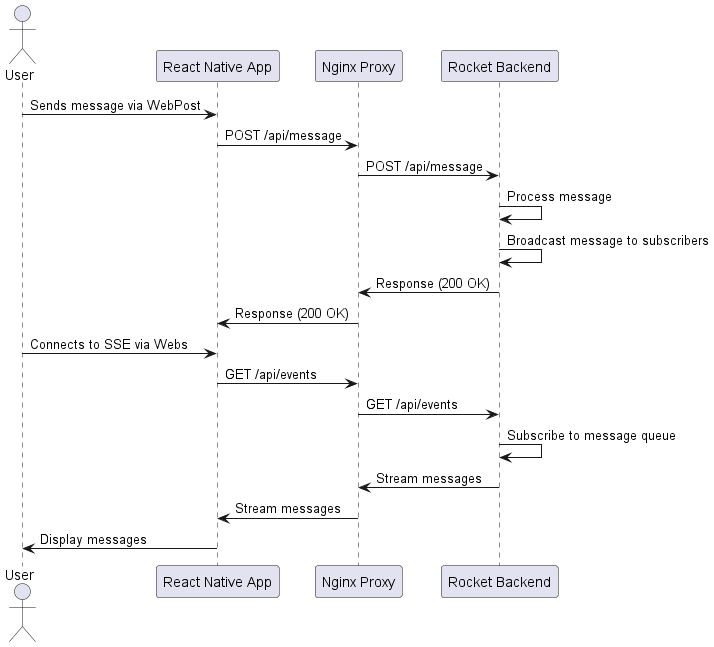 User
React Native App
Nginx Proxy
Rocket Backend
Sends message via WebPost
POST /api/message
POST /api/message
Process message
Broadcast message to subscribers
Response (200 OK)
Response (200 OK)
Connects to SSE via Webs
GET /api/events
GET /api/events
Subscribe to message queue
Stream messages
Stream messages
Display messages
User
React Native App
Nginx Proxy
Rocket Backend